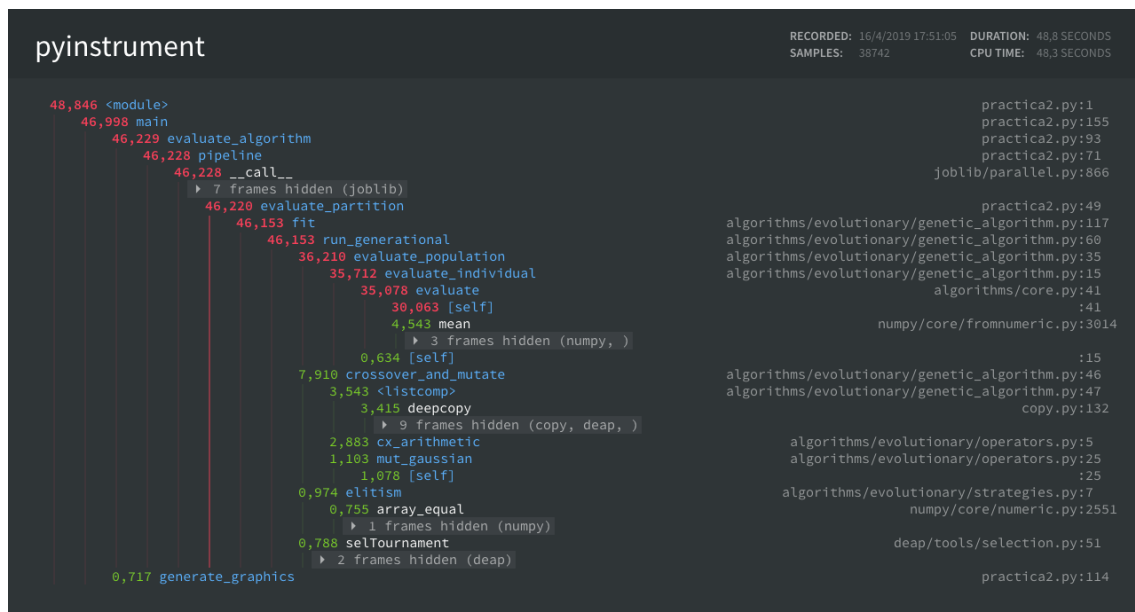 pyinstrument
RECORDED: 16/4/2019 17:51:05 DURATION: 48,8 SECONDS
SAMPLES: 38742 CPU TIME: 48,3 SECONDS
48,846 <module> practica2.py:1
46,998 main practica2.py:155
46,229 evaluate_algorithm practica2.py:93
46,228 pipeline practica2.py:71
46,228 __call__ joblib/parallel.py:866
▸ 7 frames hidden (joblib)
46,220 evaluate_partition practica2.py:49
46,153 fit algorithms/evolutionary/genetic_algorithm.py:117
46,153 run_generational algorithms/evolutionary/genetic_algorithm.py:60
36,210 evaluate_population algorithms/evolutionary/genetic_algorithm.py:35
35,712 evaluate_individual algorithms/evolutionary/genetic_algorithm.py:15
35,078 evaluate algorithms/core.py:41
30,063 [self] :41
4,543 mean numpy/core/fromnumeric.py:3014
▸ 3 frames hidden (numpy, )
0,634 [self] :15
7,910 crossover_and_mutate algorithms/evolutionary/genetic_algorithm.py:46
3,543 <listcomp> algorithms/evolutionary/genetic_algorithm.py:47
3,415 deepcopy copy.py:132
▸ 9 frames hidden (copy, deap, )
2,883 cx_arithmetic algorithms/evolutionary/operators.py:5
1,103 mut_gaussian algorithms/evolutionary/operators.py:25
1,078 [self] :25
0,974 elitism algorithms/evolutionary/strategies.py:7
0,755 array_equal numpy/core/numeric.py:2551
▸ 1 frames hidden (numpy)
0,788 selTournament deap/tools/selection.py:51
▸ 2 frames hidden (deap)
0,717 generate_graphics practica2.py:114